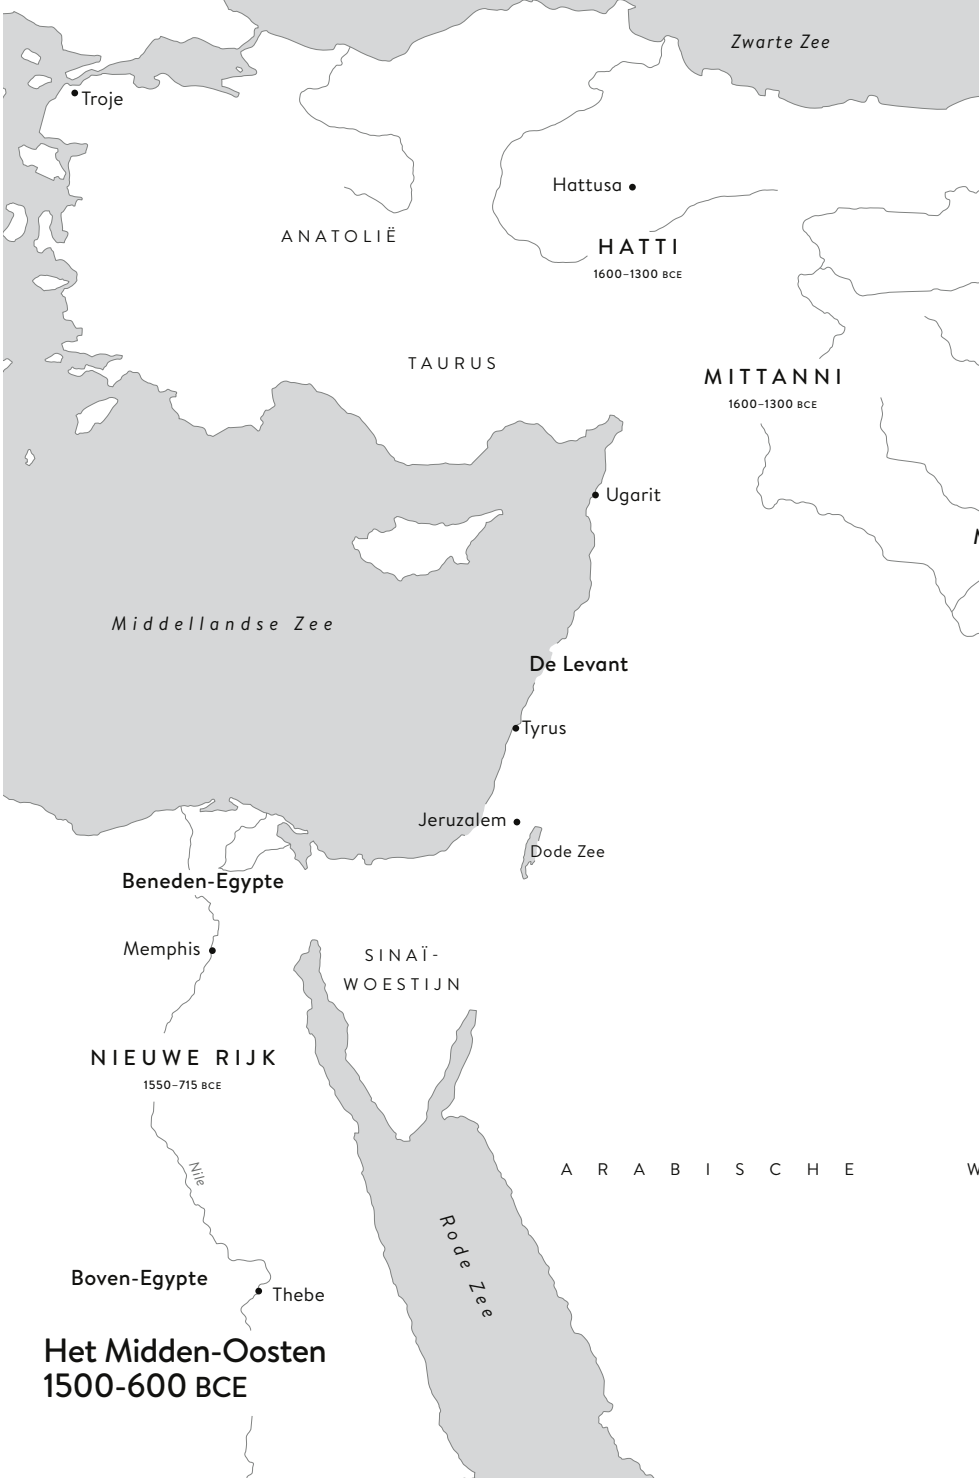 Zwarte Zee
Troje
Hattusa
ANATOLIË
HATTI
1600–1300 BCE
TAURUS
MITTANNI
1600–1300 BCE
Ugarit
Middellandse Zee
De Levant
Tyrus
Jeruzalem
Dode Zee
Beneden-Egypte
Memphis
SINAÏ-
WOESTIJN
NIEUWE RIJK
1550–715 BCE
ARABISCHE W
Nile
Rode Zee
Boven-Egypte
Thebe
Het Midden-Oosten
1500-600 BCE